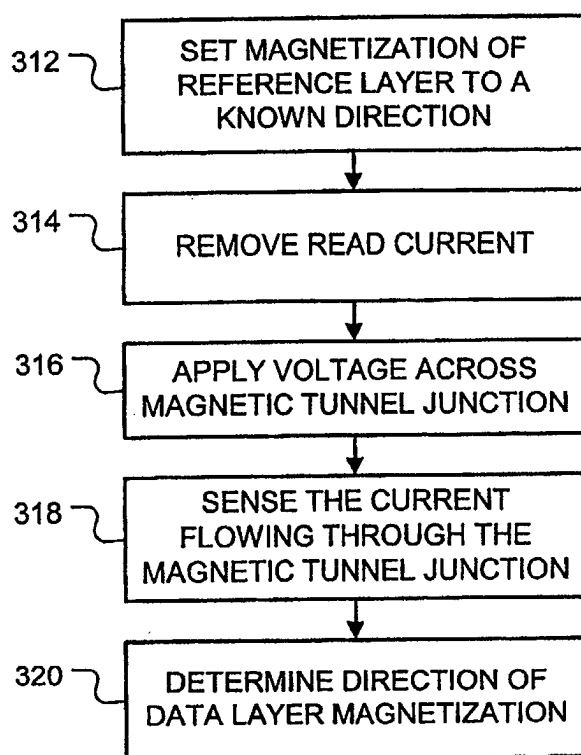 312
SET MAGNETIZATION OF
REFERENCE LAYER TO A
KNOWN DIRECTION
314
REMOVE READ CURRENT
316
APPLY VOLTAGE ACROSS
MAGNETIC TUNNEL JUNCTION
318
SENSE THE CURRENT
FLOWING THROUGH THE
MAGNETIC TUNNEL JUNCTION
320
DETERMINE DIRECTION OF
DATA LAYER MAGNETIZATION